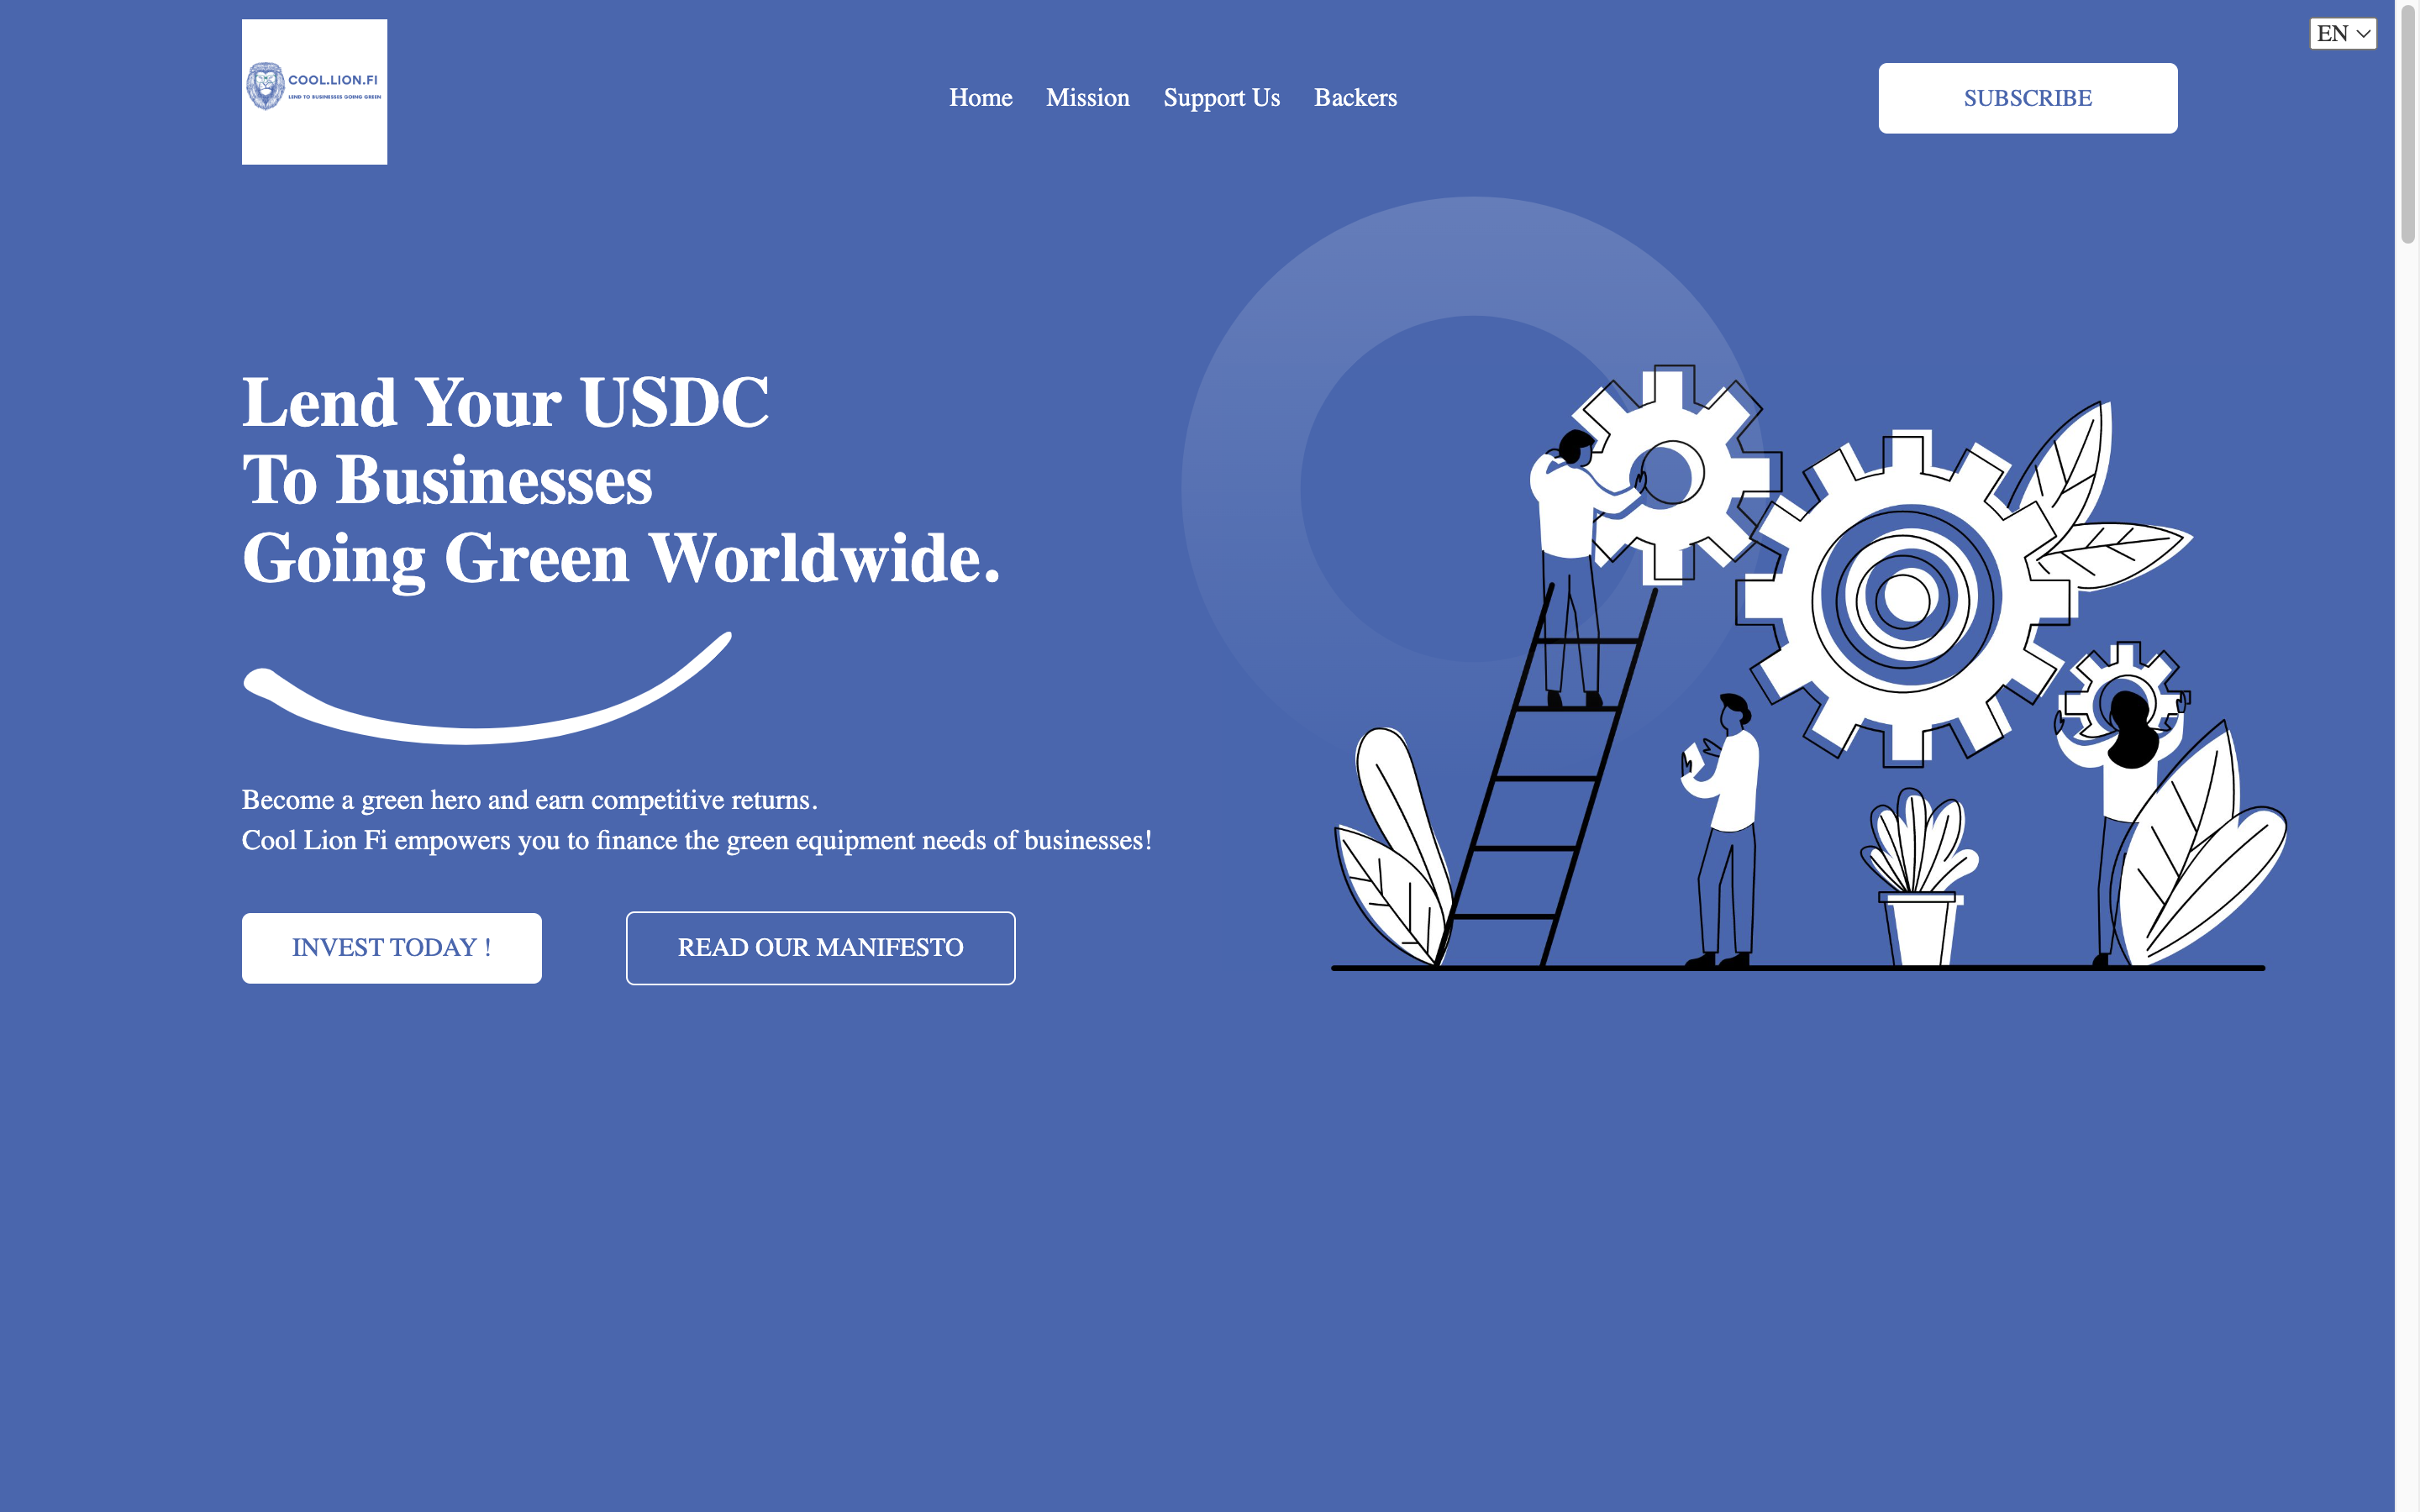 COOL.LION.FI
LEND TO BUSINESSES GOING GREEN
Home Mission Support Us Backers
SUBSCRIBE
EN
Lend Your USDC
To Businesses
Going Green Worldwide.
Become a green hero and earn competitive returns.
Cool Lion Fi empowers you to finance the green equipment needs of businesses!
INVEST TODAY !
READ OUR MANIFESTO